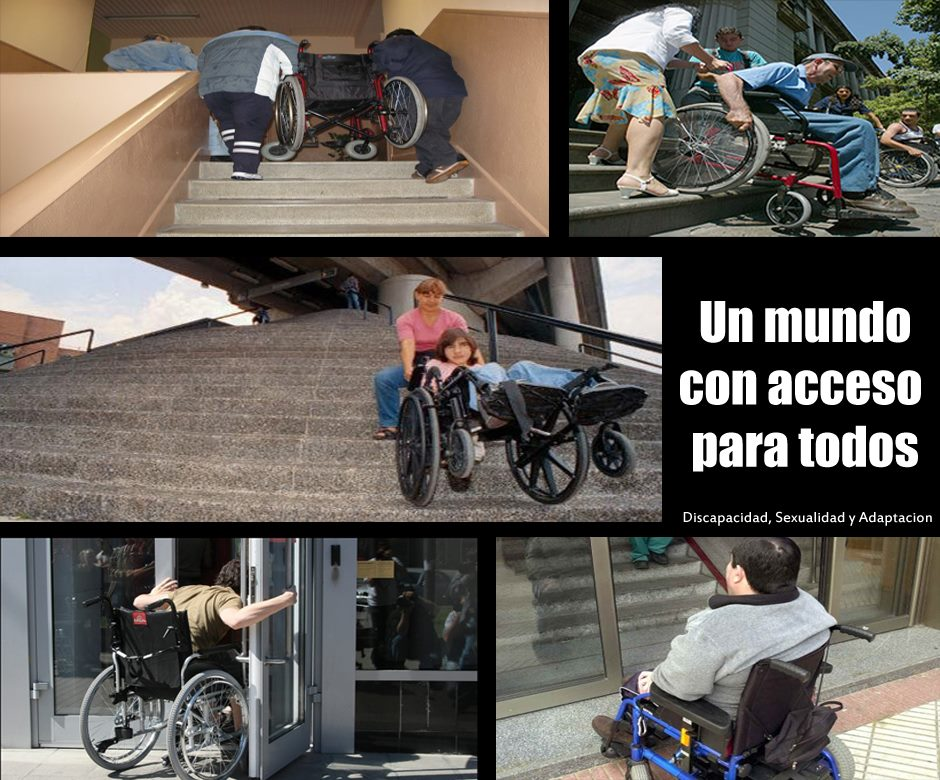 Un mundo
con acceso
para todos
Discapacidad, Sexualidad y Adaptacion